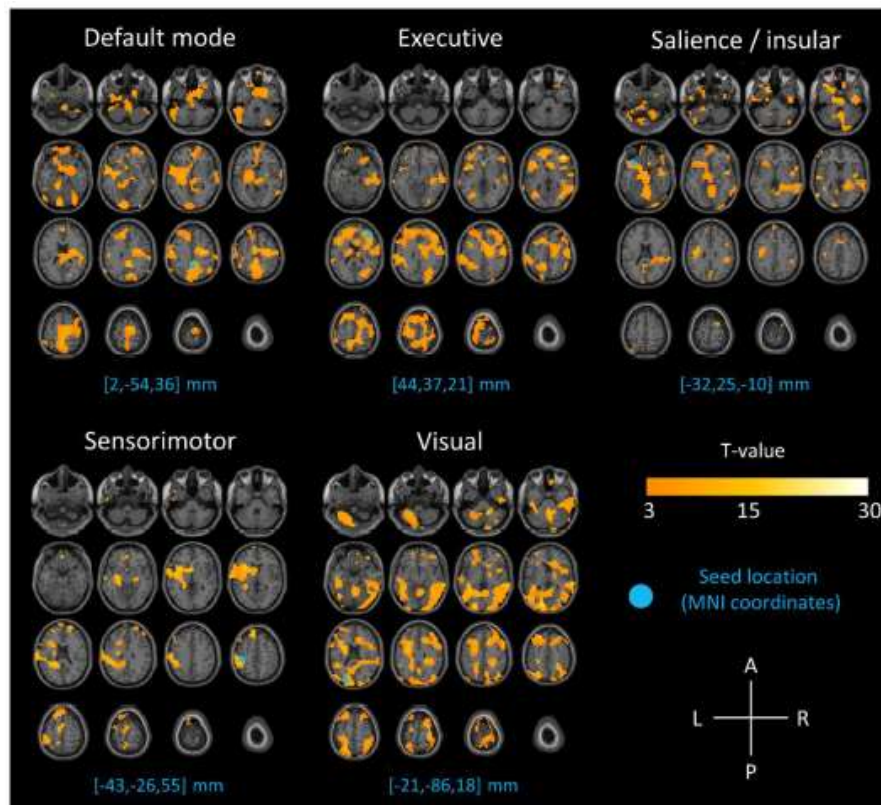 Default mode
Executive
Salience / insular
[2,-54,36] mm
[44,37,21] mm
[-32,25,-10] mm
Sensorimotor
Visual
T-value
3
15
30
Seed location
(MNI coordinates)
A
L
R
P
[-43,-26,55] mm
[-21,-86,18] mm